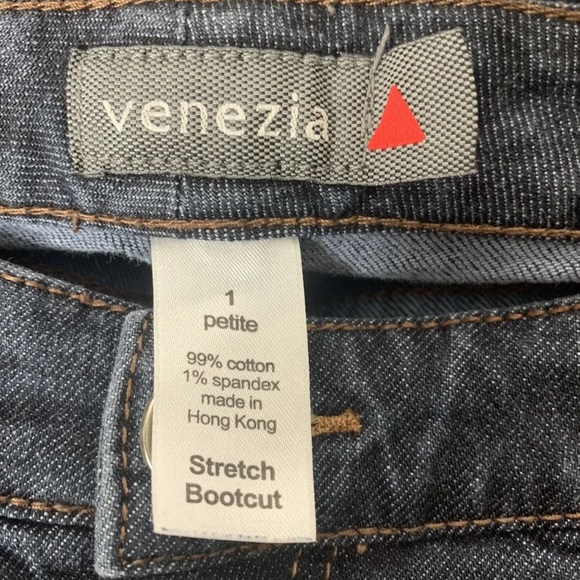 venezia
1
petite
99% cotton
1% spandex
made in
Hong Kong
Stretch
Bootcut